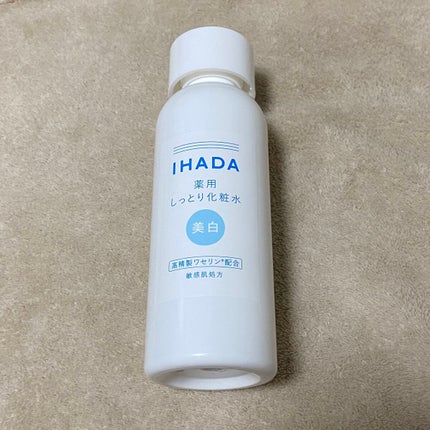 IHADA
薬用
しっとり化粧水
美白
高精製ワセリン*配合
敏感肌処方